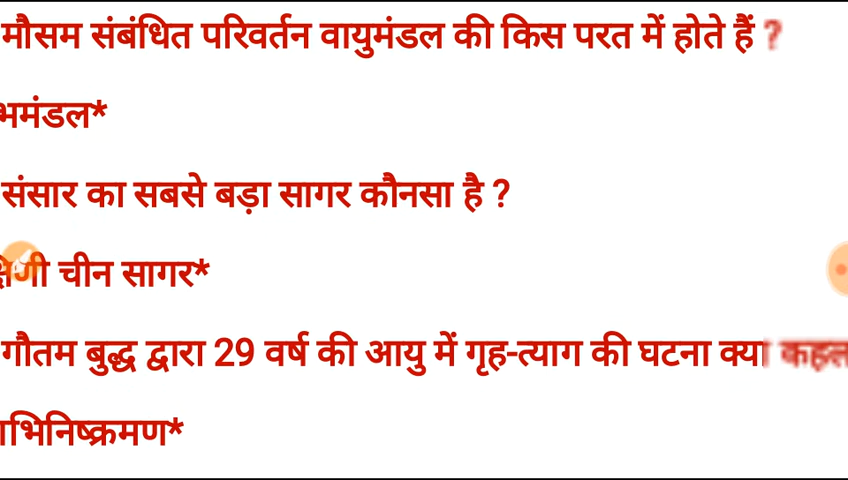 मौसम संबंधित परिवर्तन वायुमंडल की किस परत में होते हैं ?
भमंडल*
संसार का सबसे बड़ा सागर कौनसा है ?
चीन सागर*
गौतम बुद्ध द्वारा 29 वर्ष की आयु में गृह-त्याग की घटना क्या
ाभिनिष्क्रमण*